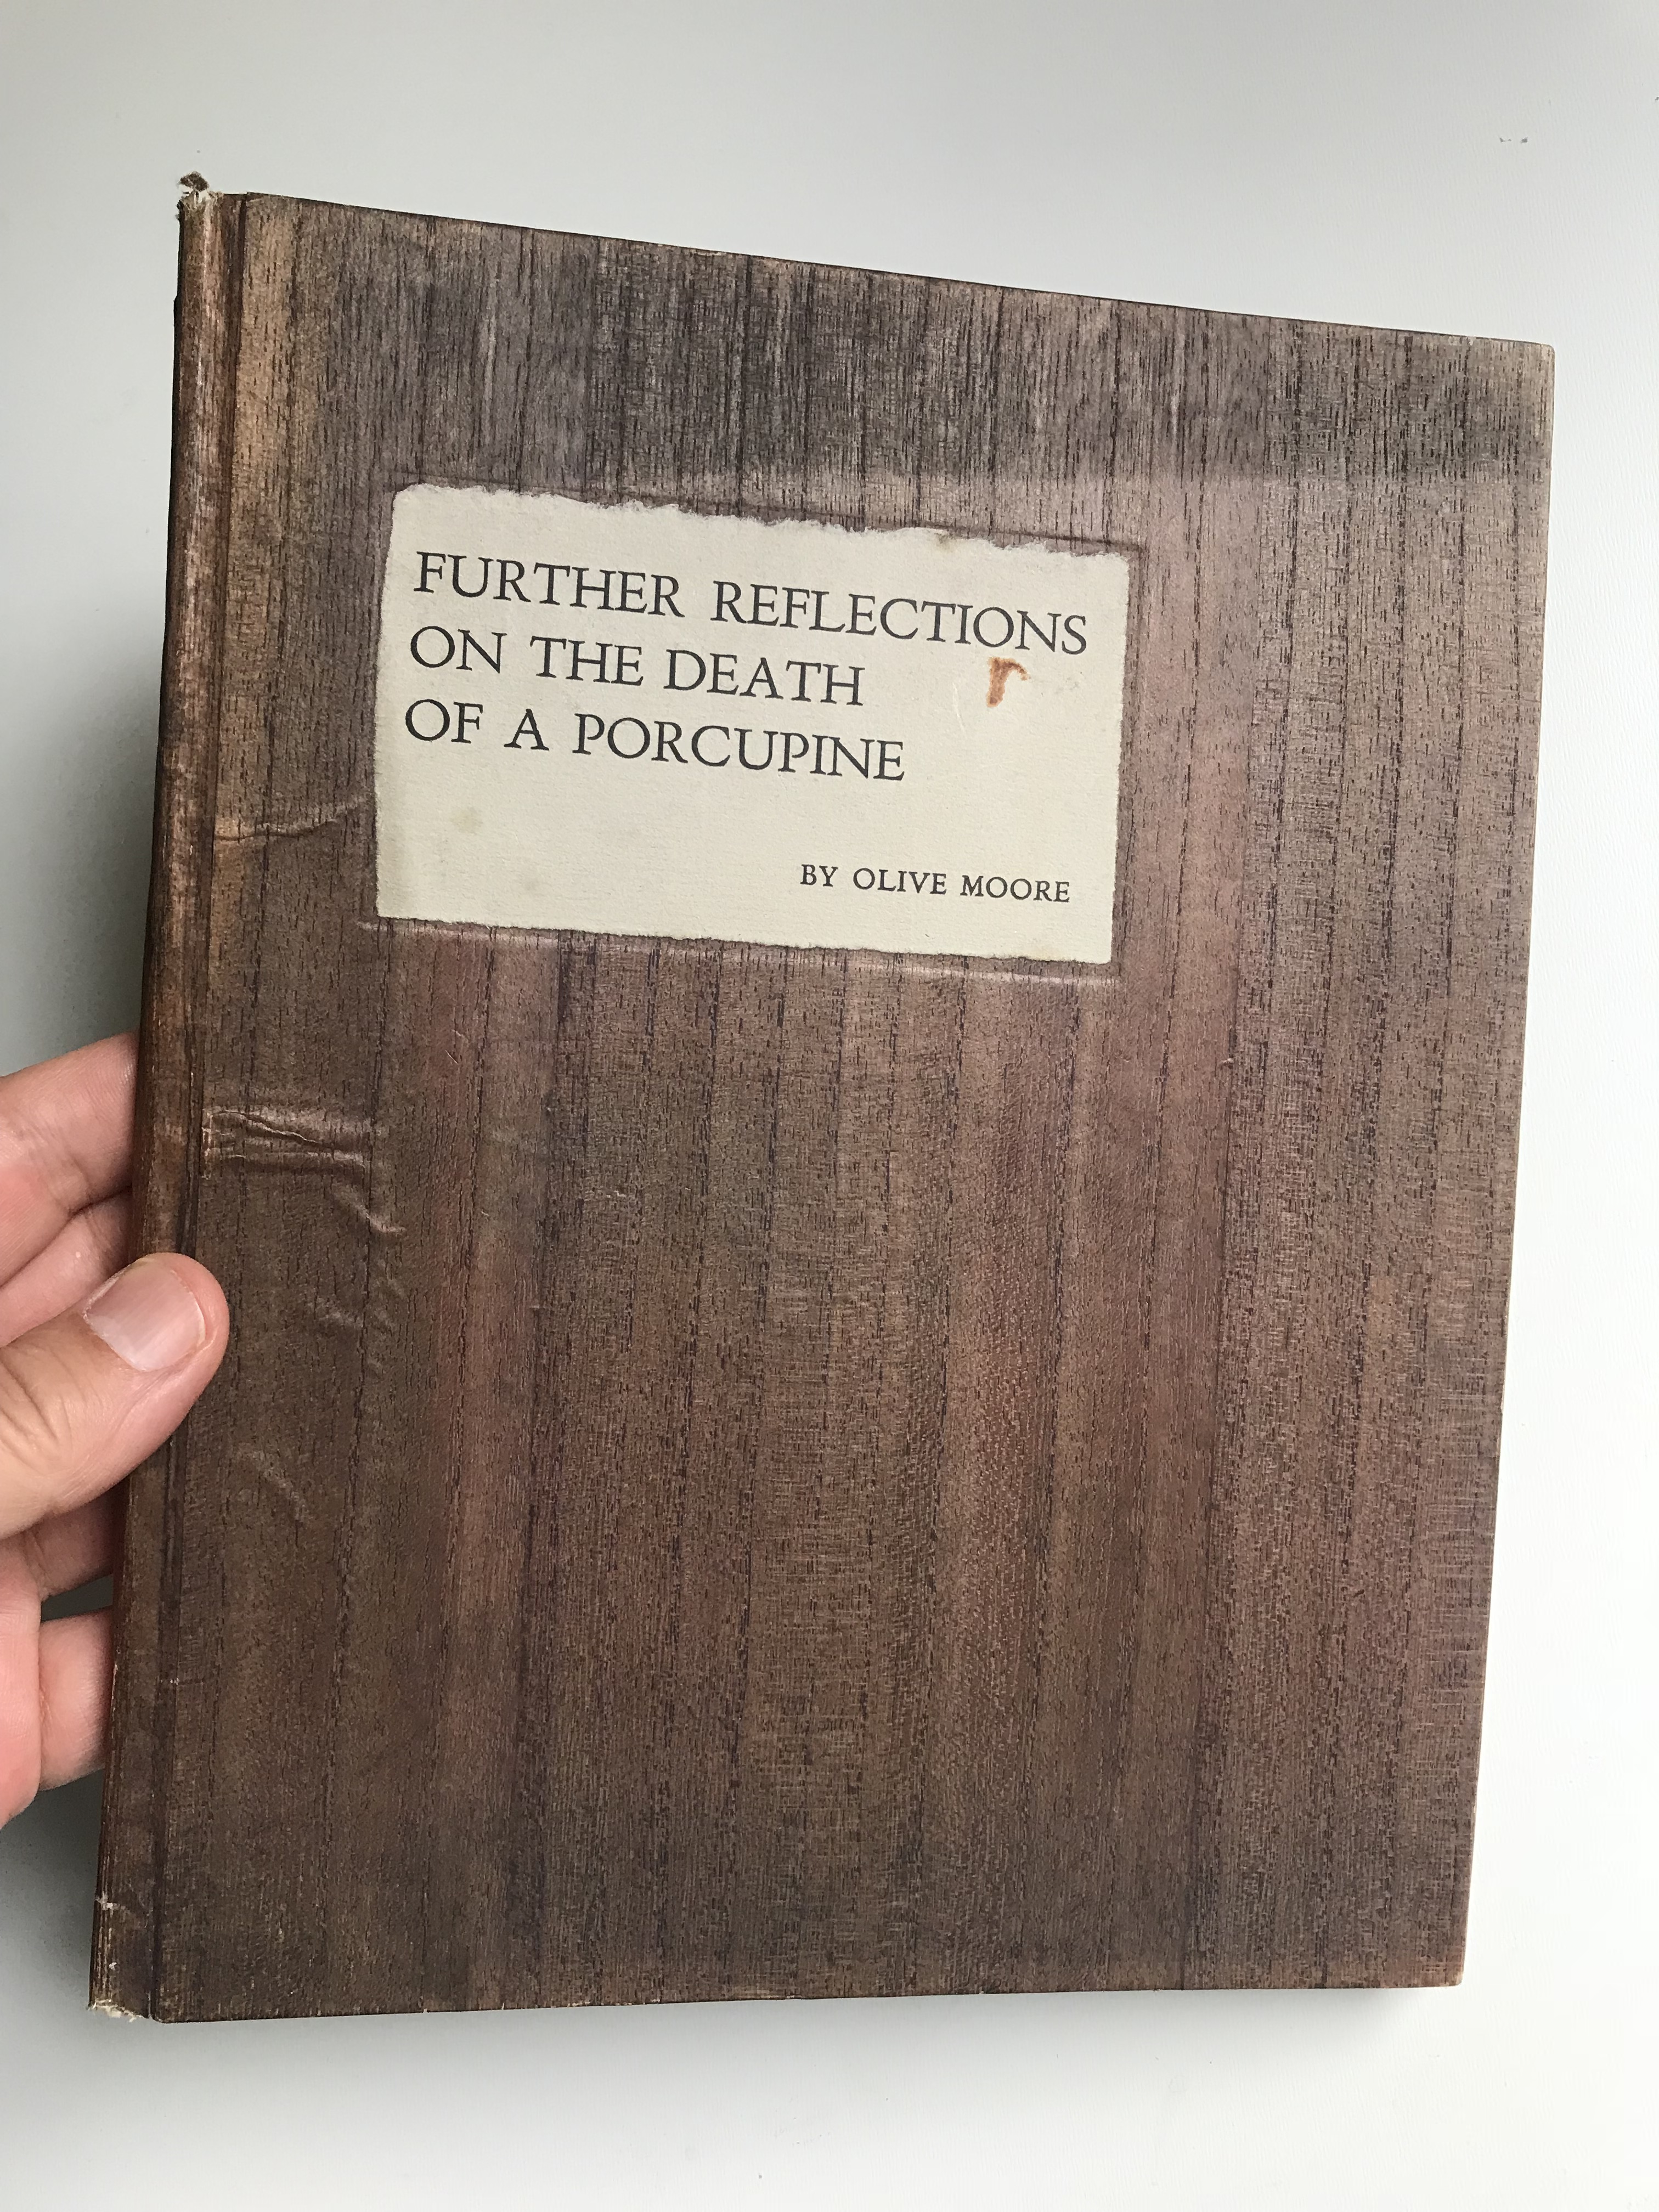 FURTHER REFLECTIONS
ON THE DEATH
OF A PORCUPINE
BY OLIVE MOORE